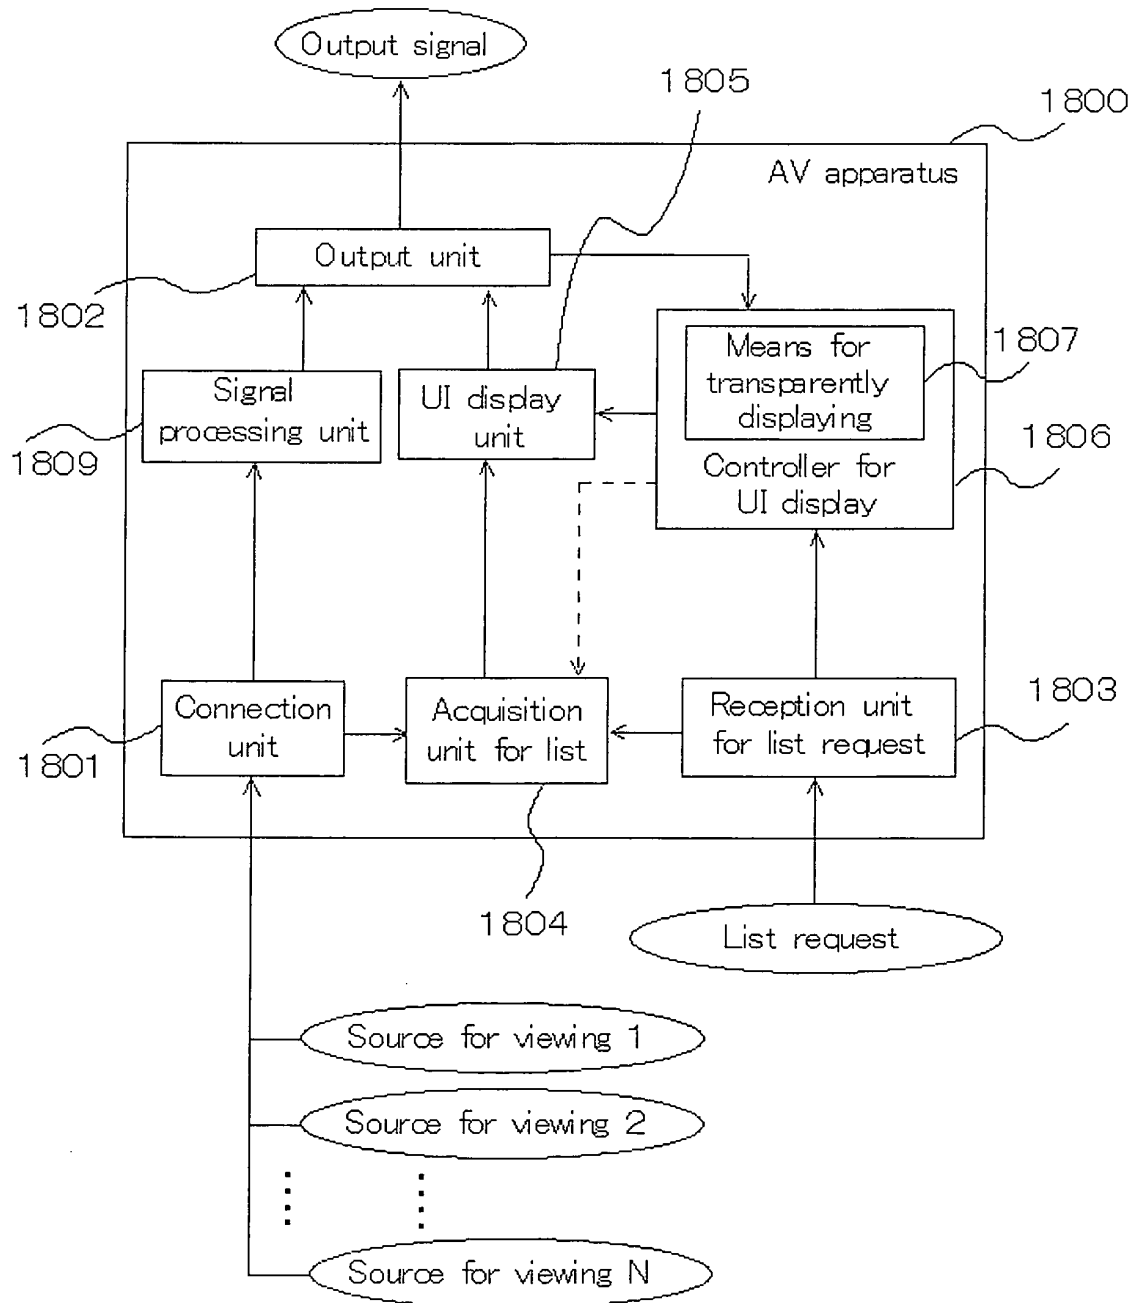 Output signal
1805
1800
AV apparatus
Output unit
1802
Means for
transparently
displaying
1807
Signal
processing unit
UI display
unit
1809
1806
Controller for
UI display
Connection
unit
Acquisition
unit for list
Reception unit
for list request
1803
1801
1804
List request
Source for viewing 1
Source for viewing 2
Source for viewing N